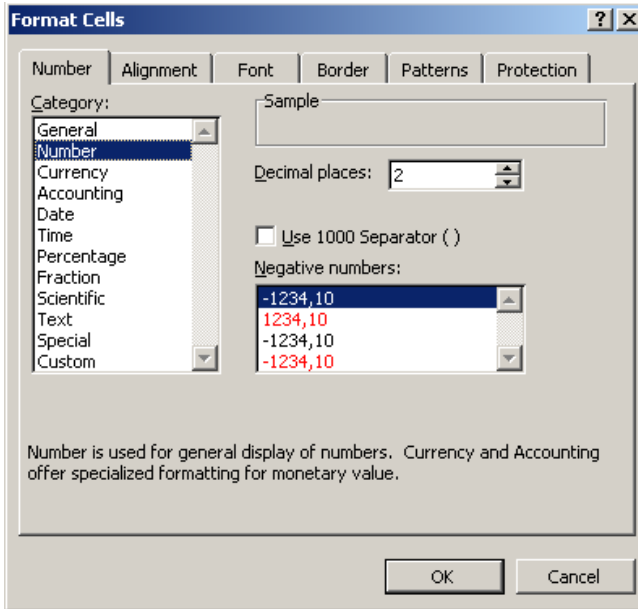 Format Cells
? X
Number Alignment Font Border Patterns Protection
Category:
General
Number
Currency
Accounting
Date
Time
Percentage
Fraction
Scientific
Text
Special
Custom
Sample
Decimal places: 2
Use 1000 Separator ( )
Negative numbers:
-1234,10
1234,10
-1234,10
-1234,10
Number is used for general display of numbers. Currency and Accounting
offer specialized formatting for monetary value.
OK Cancel